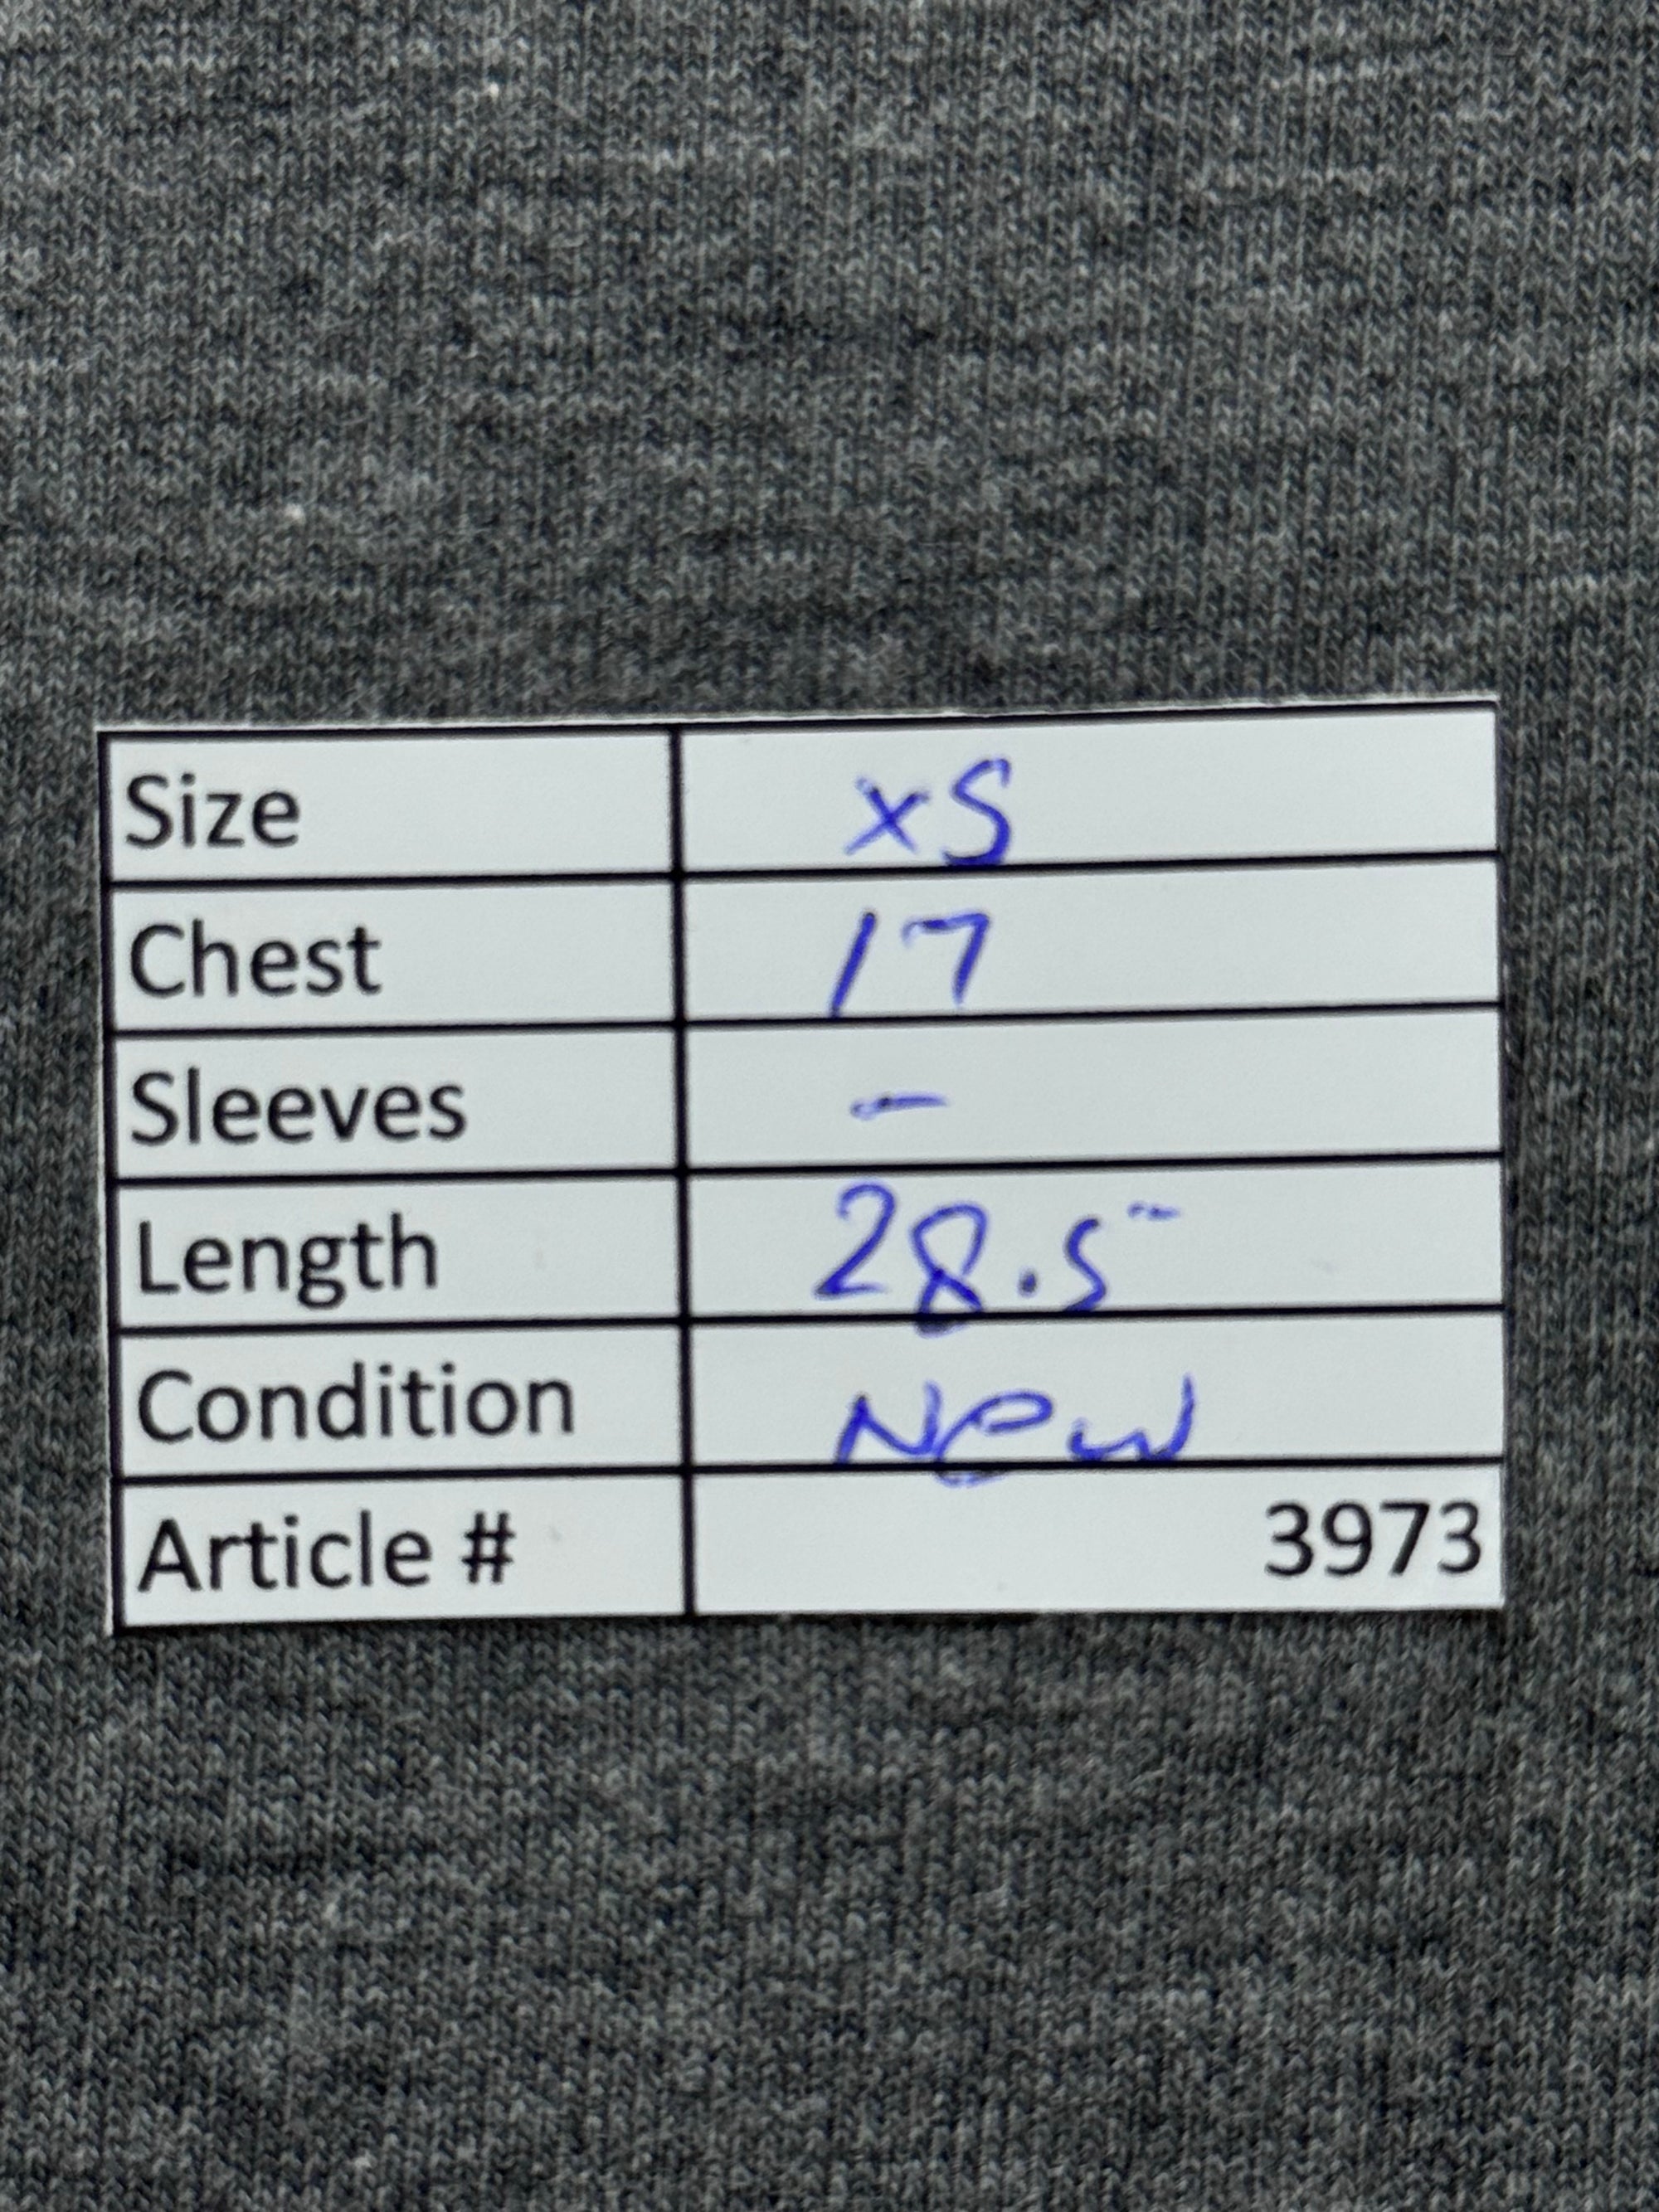 Size xS
Chest 17
Sleeves -
Length 28.5
Condition New
Article # 3973